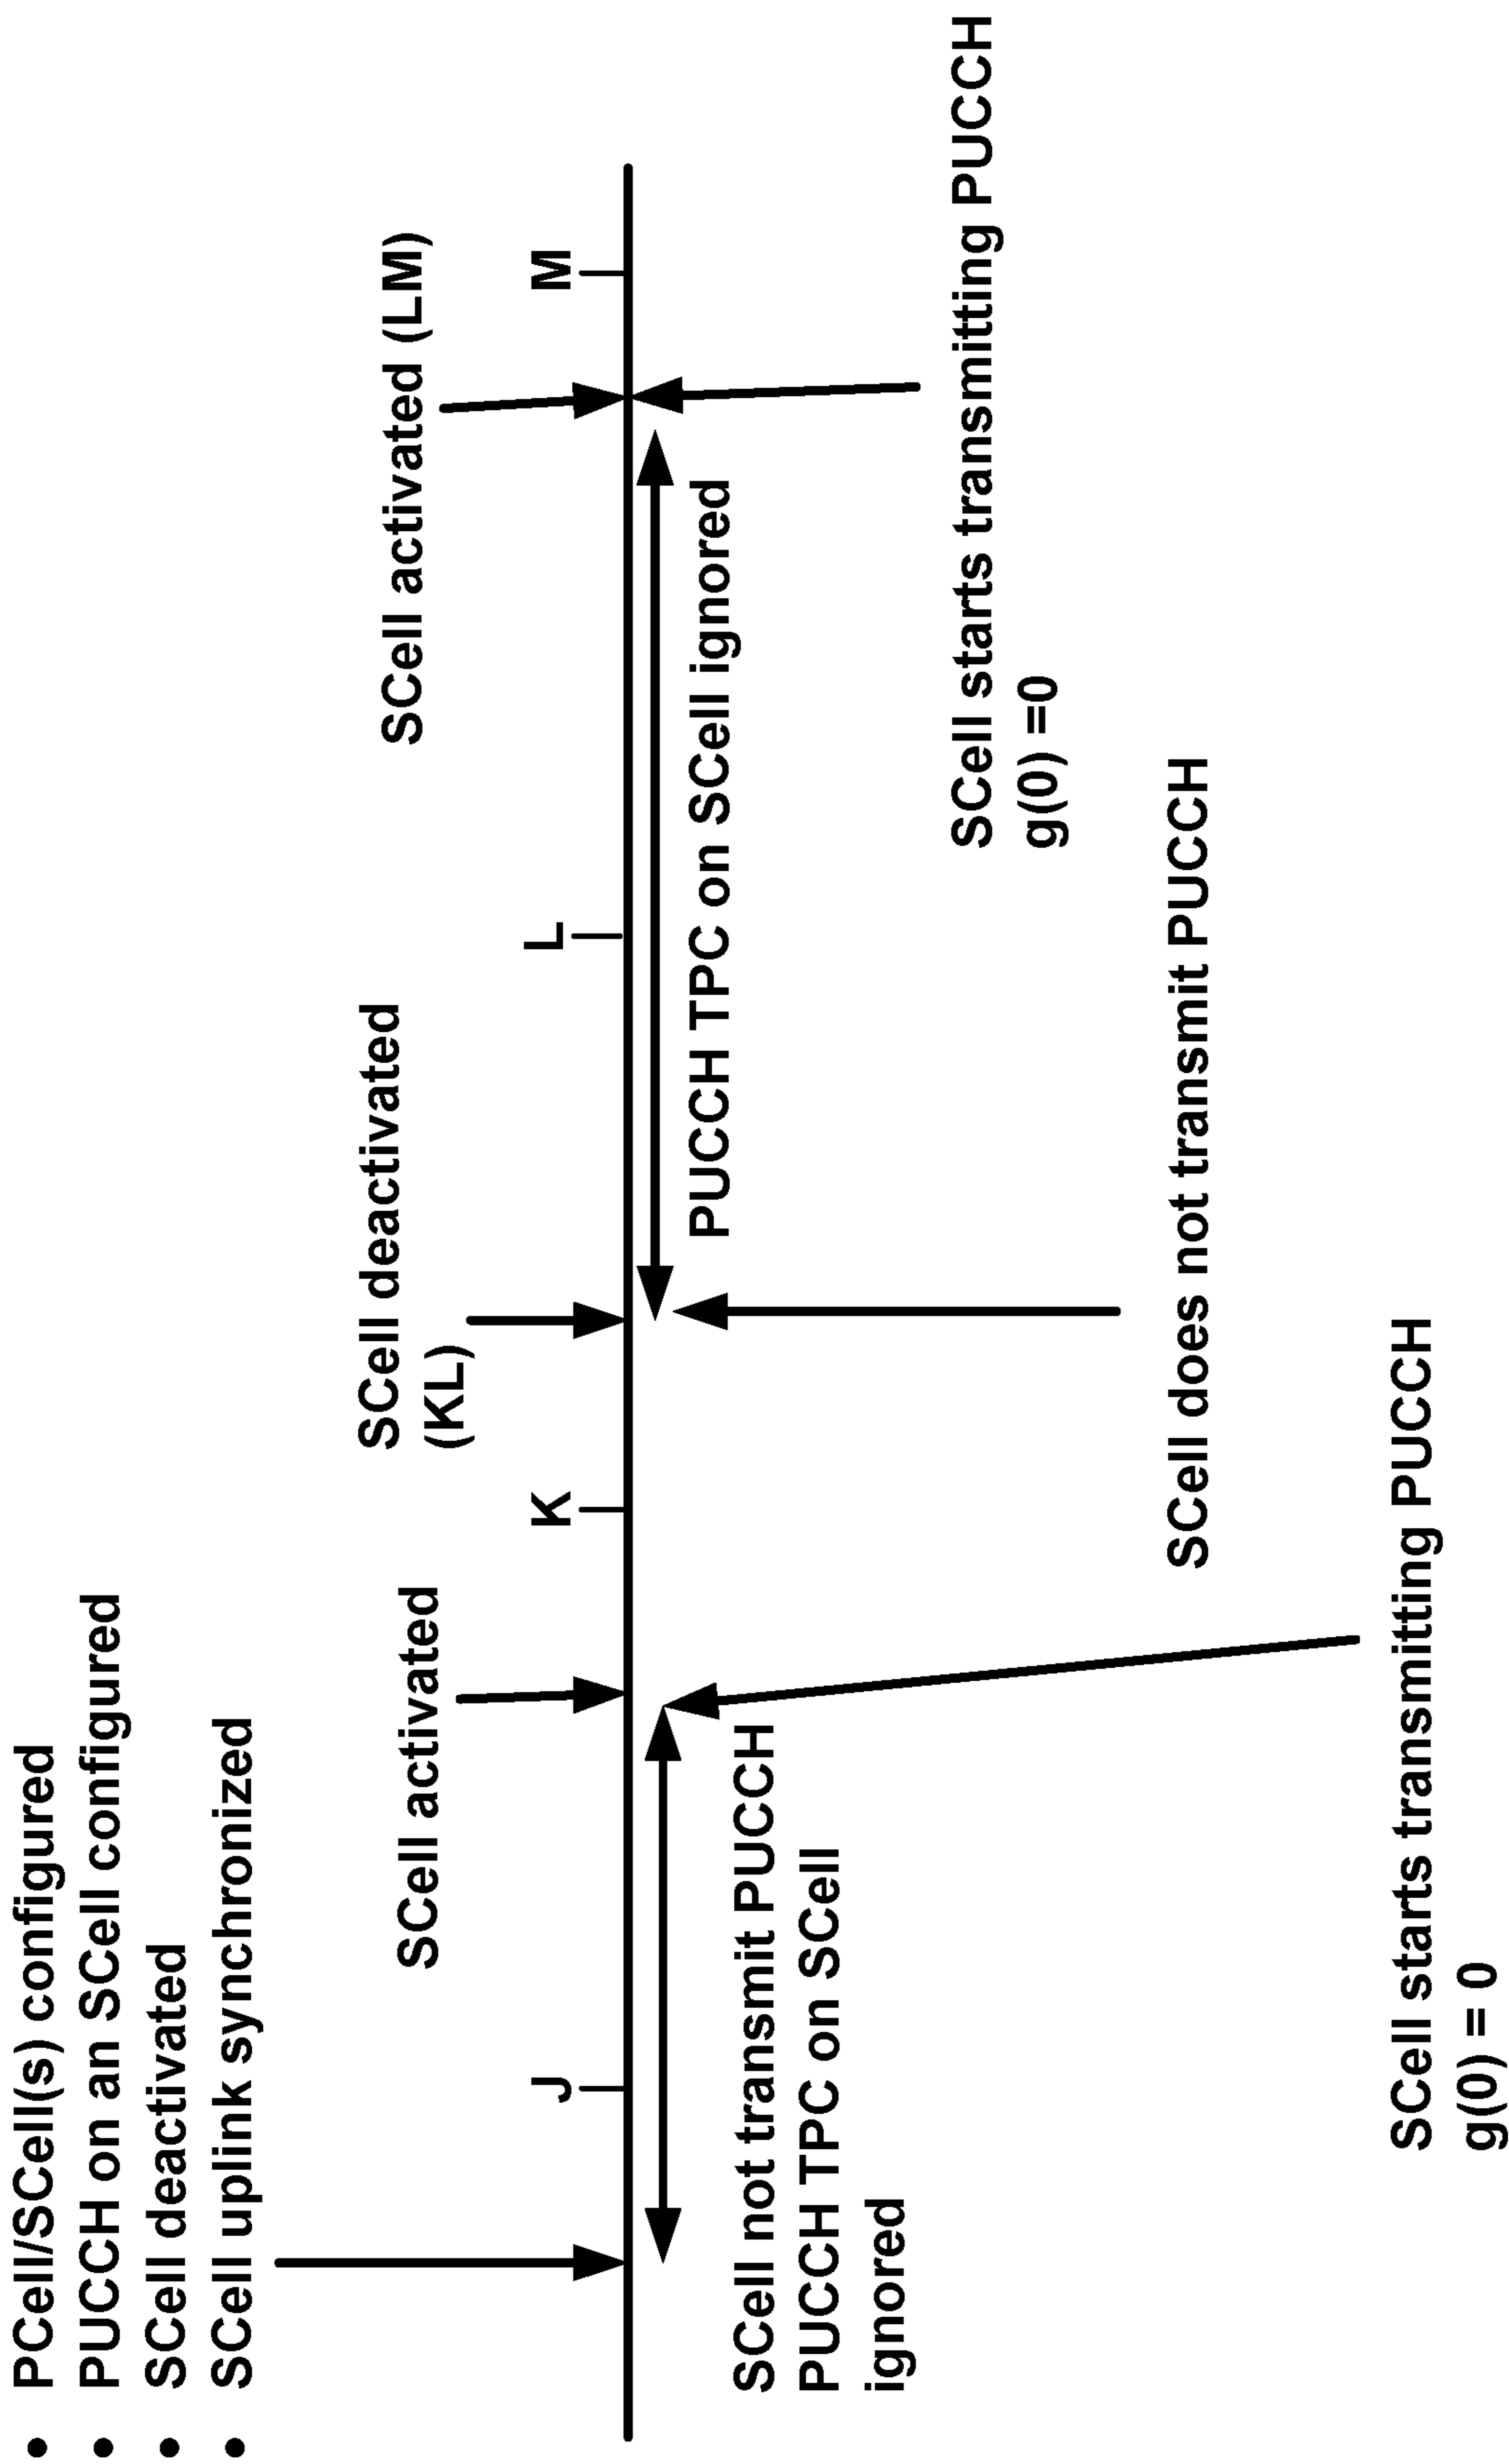 • PCell/SCell(s) configured
• PUCCH on an SCell configured
• SCell deactivated
• SCell uplink synchronized
SCell activated
SCell deactivated
(KL)
SCell activated (LM)
J
K
L
M
SCell not transmit PUCCH
PUCCH TPC on SCell
ignored
PUCCH TPC on SCell ignored
SCell starts transmitting PUCCH
g(0) =0
SCell does not transmit PUCCH
SCell starts transmitting PUCCH
g(0) = 0